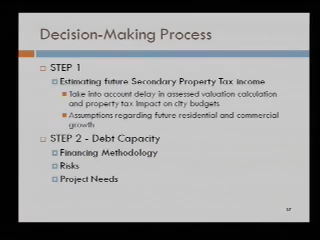 Decision-Making Process
STEP 1
Estimating future Secondary Property Tax income
Take into account delay in assessed valuation calculation
and property tax impact on city budgets
Assumptions regarding future residential and commercial
growth
STEP 2 - Debt Capacity
Financing Methodology
Risks
Project Needs